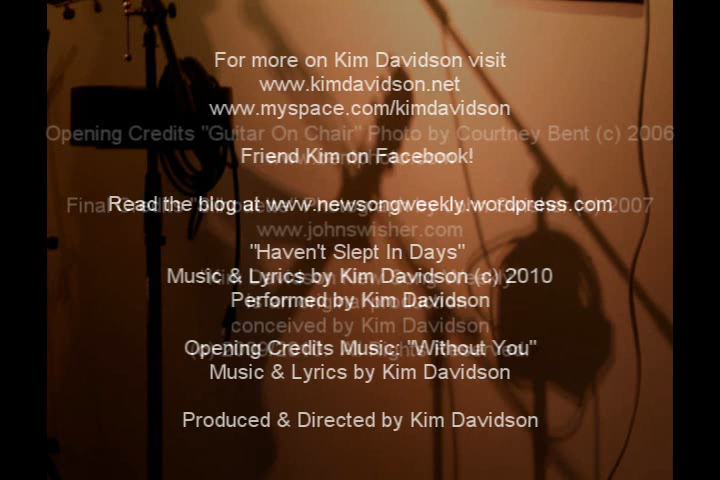 For more on Kim Davidson visit
www.kimdavidson.net
www.myspace.com/kimdavidson
Opening Credits "Guitar On Chair" Photo by Courtney Bent (c) 2006
Friend Kim on Facebook!
Read the blog at www.newsongweekly.wordpress.com
2007
www.johnswisher.com
"Haven't Slept In Days"
Music & Lyrics by Kim Davidson (c) 2010
Performed by Kim Davidson
conceived by Kim Davidson
Opening Credits Music: "Without You"
Music & Lyrics by Kim Davidson
Produced & Directed by Kim Davidson